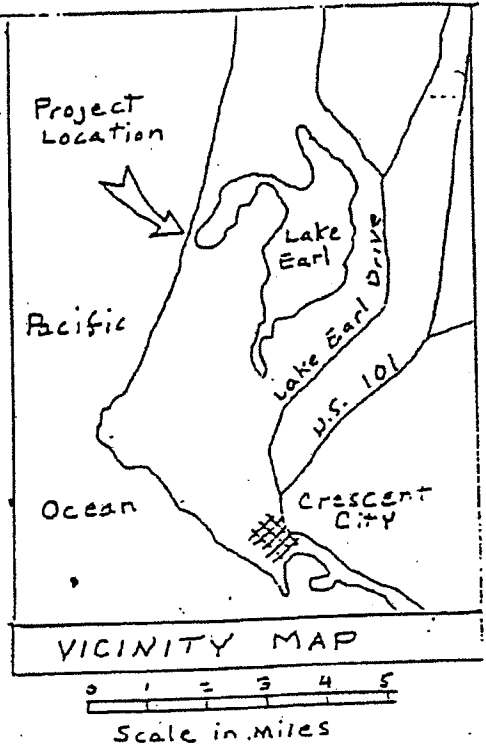 Project
Location
Lake
Earl
Pacific
Lake Earl Drive
U.S. 101
Ocean
Crescent
City
VICINITY MAP
0 1 2 3 4 5
Scale in Miles